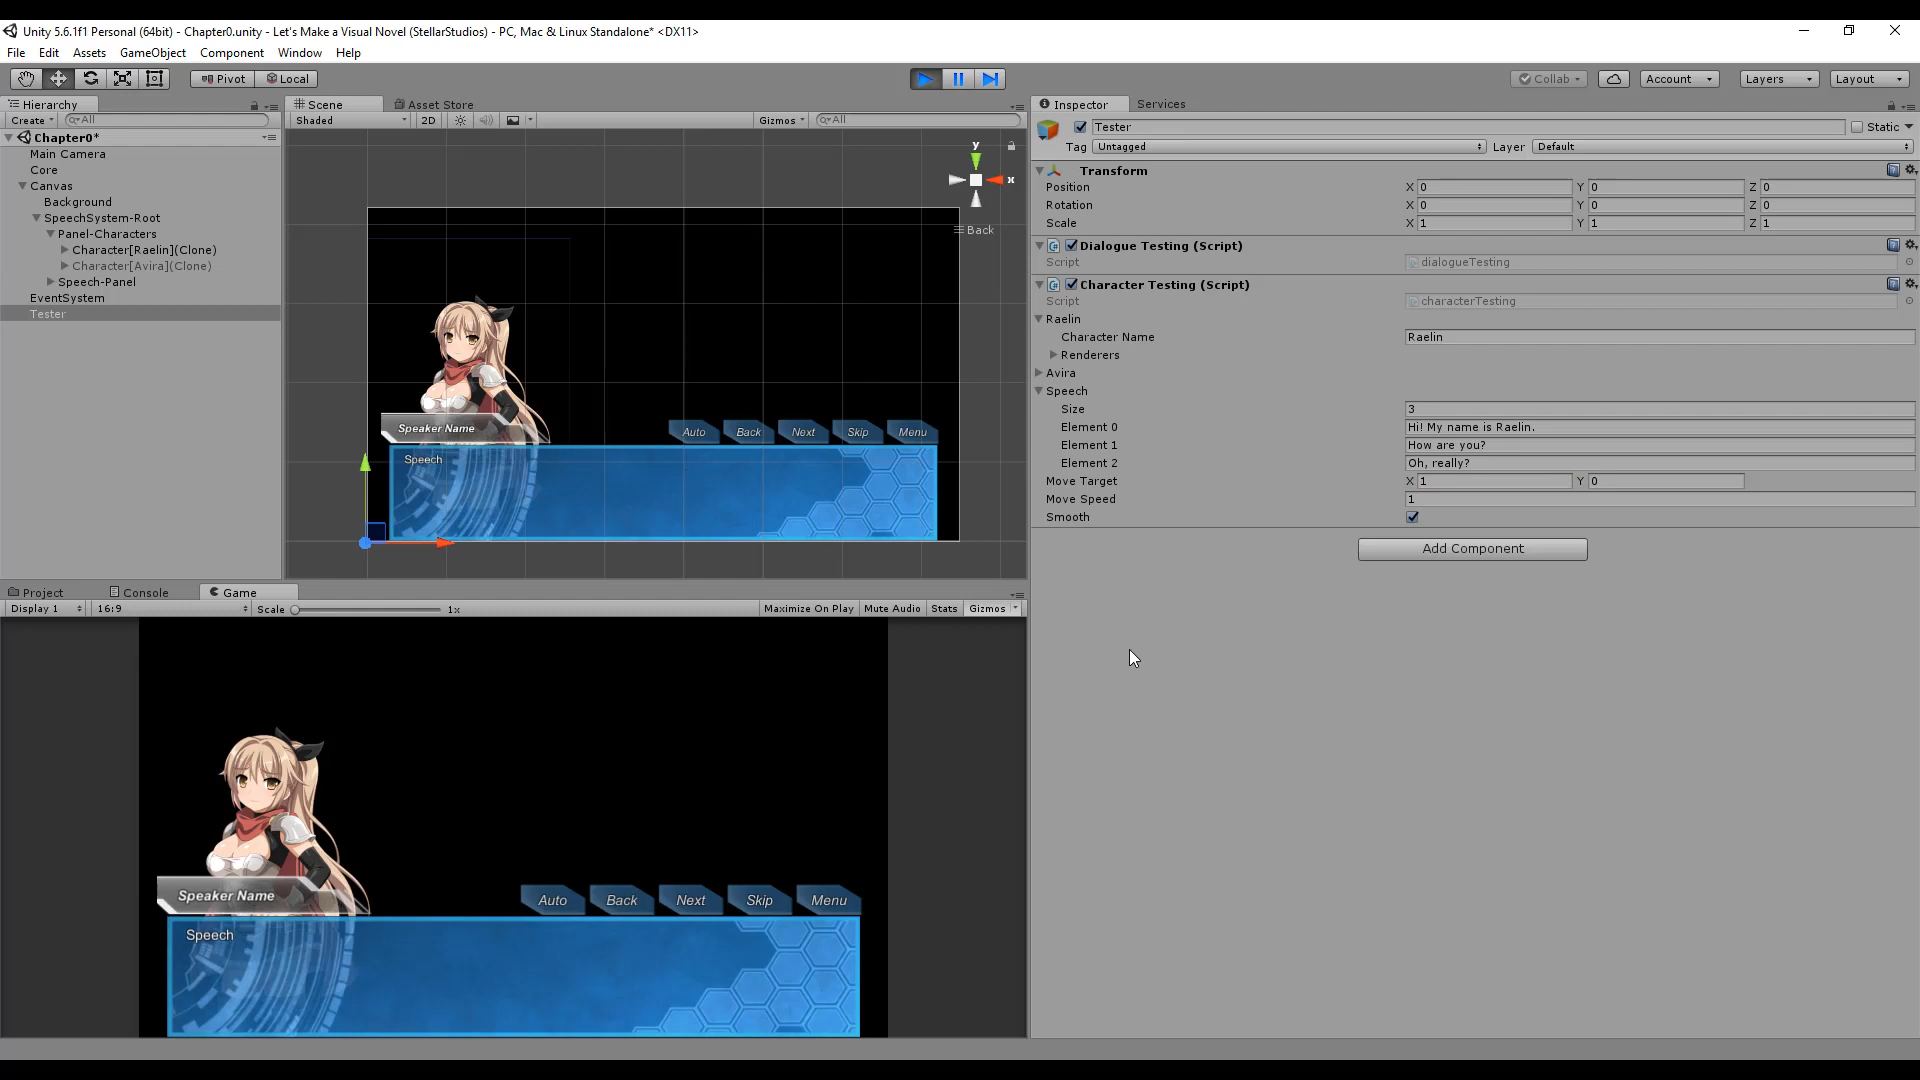 Unity 5.6.1f1 Personal (64bit) - Chapter0.unity - Let's Make a Visual Novel (StellarStudios) - PC, Mac & Linux Standalone* <DX11>
File Edit Assets GameObject Component Window Help
Pivot Local Collab Account Layers Layout
Hierarchy
Create All
Chapter0*
Main Camera
Core
Canvas
Background
SpeechSystem-Root
Panel-Characters
Character[Raelin](Clone)
Character[Avira](Clone)
Speech-Panel
EventSystem
Tester
Scene Asset Store
Shaded 2D Gizmos All
y
x
Back
Speaker Name
Auto Back Next Skip Menu
Speech
Project Console Game
Display 1 16:9 Scale 1x Maximize On Play Mute Audio Stats Gizmos
Speaker Name
Auto Back Next Skip Menu
Speech
Inspector Services
Tester Static
Tag Untagged Layer Default
Transform
Position X 0 Y 0 Z 0
Rotation X 0 Y 0 Z 0
Scale X 1 Y 1 Z 1
Dialogue Testing (Script)
Script dialogueTesting
Character Testing (Script)
Script characterTesting
Raelin
Character Name Raelin
Renderers
Avira
Speech
Size 3
Element 0 Hi! My name is Raelin.
Element 1 How are you?
Element 2 Oh, really?
Move Target X 1 Y 0
Move Speed 1
Smooth
Add Component